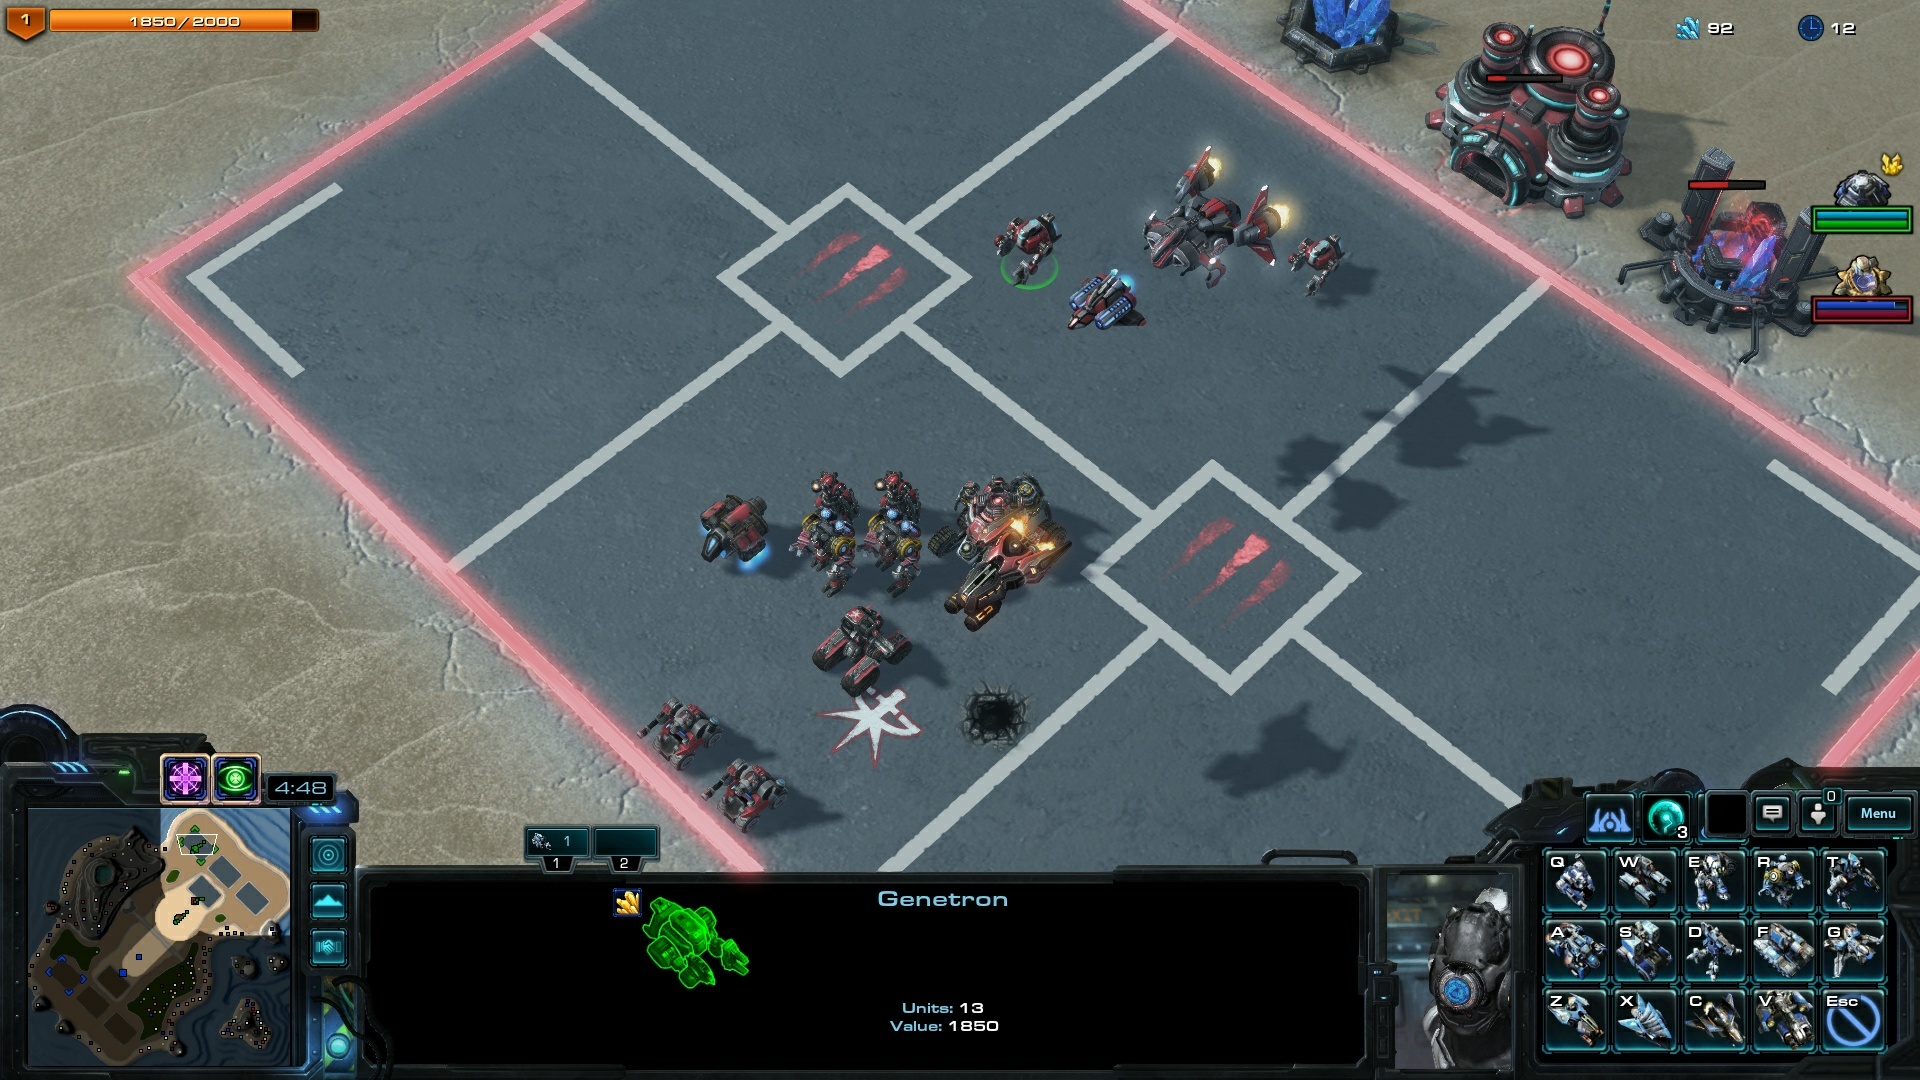 1
1850/2000
92
12
4:48
1
1
2
Genetron
Units: 13
Value: 1850
3
0
Menu
Q
W
E
R
T
A
S
D
F
G
Z
X
C
V
Esc